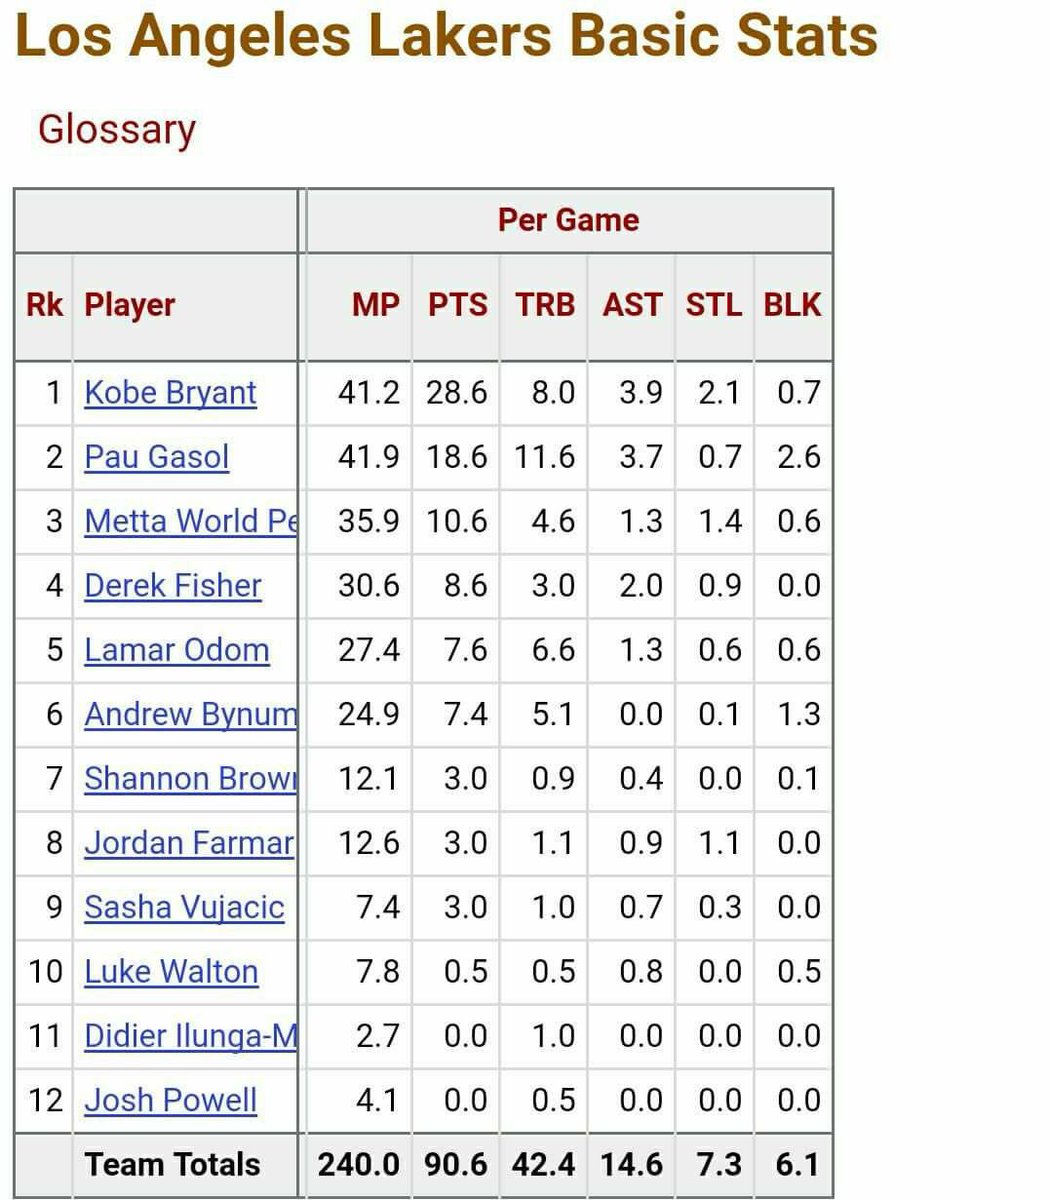 Los Angeles Lakers Basic Stats
Glossary
Per Game
Rk Player MP PTS TRB AST STL BLK
1 Kobe Bryant 41.2 28.6 8.0 3.9 2.1 0.7
2 Pau Gasol 41.9 18.6 11.6 3.7 0.7 2.6
3 Metta World Pe 35.9 10.6 4.6 1.3 1.4 0.6
4 Derek Fisher 30.6 8.6 3.0 2.0 0.9 0.0
5 Lamar Odom 27.4 7.6 6.6 1.3 0.6 0.6
6 Andrew Bynum 24.9 7.4 5.1 0.0 0.1 1.3
7 Shannon Brown 12.1 3.0 0.9 0.4 0.0 0.1
8 Jordan Farmar 12.6 3.0 1.1 0.9 1.1 0.0
9 Sasha Vujacic 7.4 3.0 1.0 0.7 0.3 0.0
10 Luke Walton 7.8 0.5 0.5 0.8 0.0 0.5
11 Didier Ilunga-M 2.7 0.0 1.0 0.0 0.0 0.0
12 Josh Powell 4.1 0.0 0.5 0.0 0.0 0.0
Team Totals 240.0 90.6 42.4 14.6 7.3 6.1